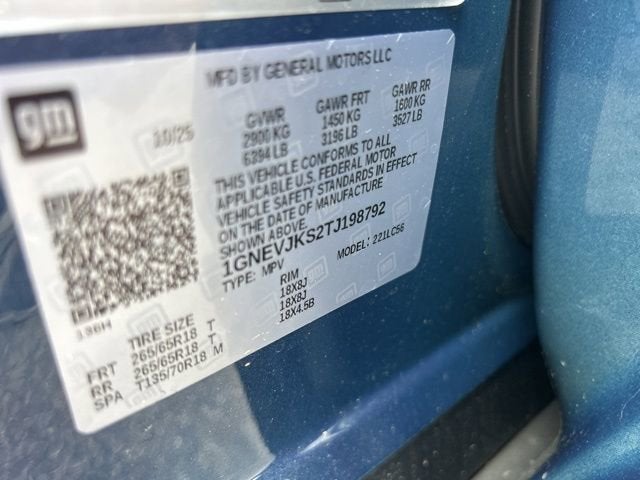 MFD BY GENERAL MOTORS LLC
gm
10/25
GVWR
2900 KG
6394 LB
GAWR FRT
1450 KG
3196 LB
GAWR RR
1600 KG
3527 LB
THIS VEHICLE CONFORMS TO ALL
APPLICABLE U.S. FEDERAL MOTOR
VEHICLE SAFETY STANDARDS IN EFFECT
ON THE DATE OF MANUFACTURE
SHOWN ABOVE.
1GNEVJKS2TJ198792
TYPE: MPV
MODEL: 221LC56
TIRE SIZE
RIM
FRT 265/65R18 T 18X8J
RR 265/65R18 T 18X8J
SPA T135/70R18 M 18X4.5B